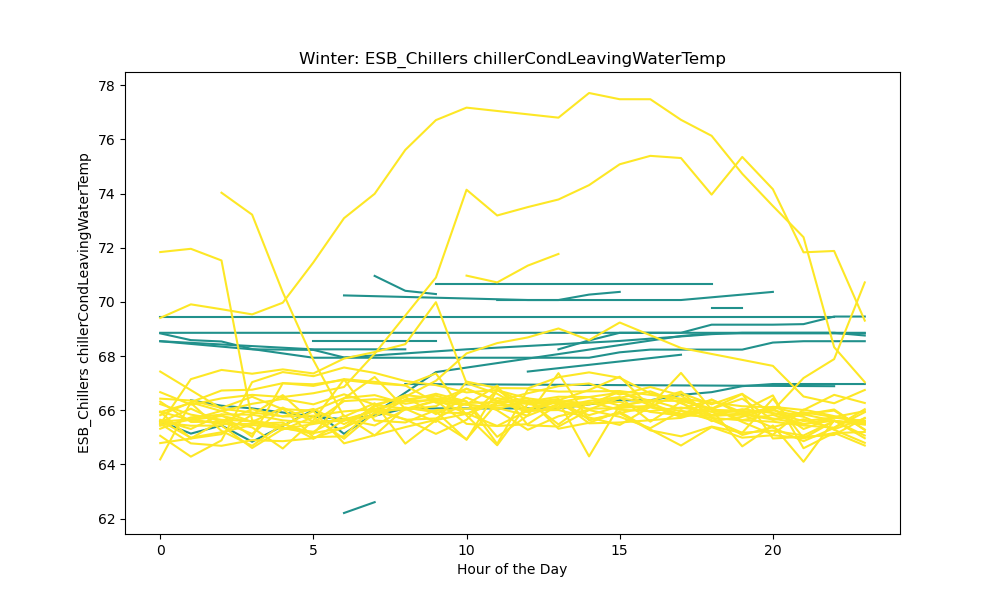 Winter: ESB_Chillers chillerCondLeavingWaterTemp
ESB_Chillers chillerCondLeavingWaterTemp
78
76
74
72
70
68
66
64
62
0 5 10 15 20
Hour of the Day